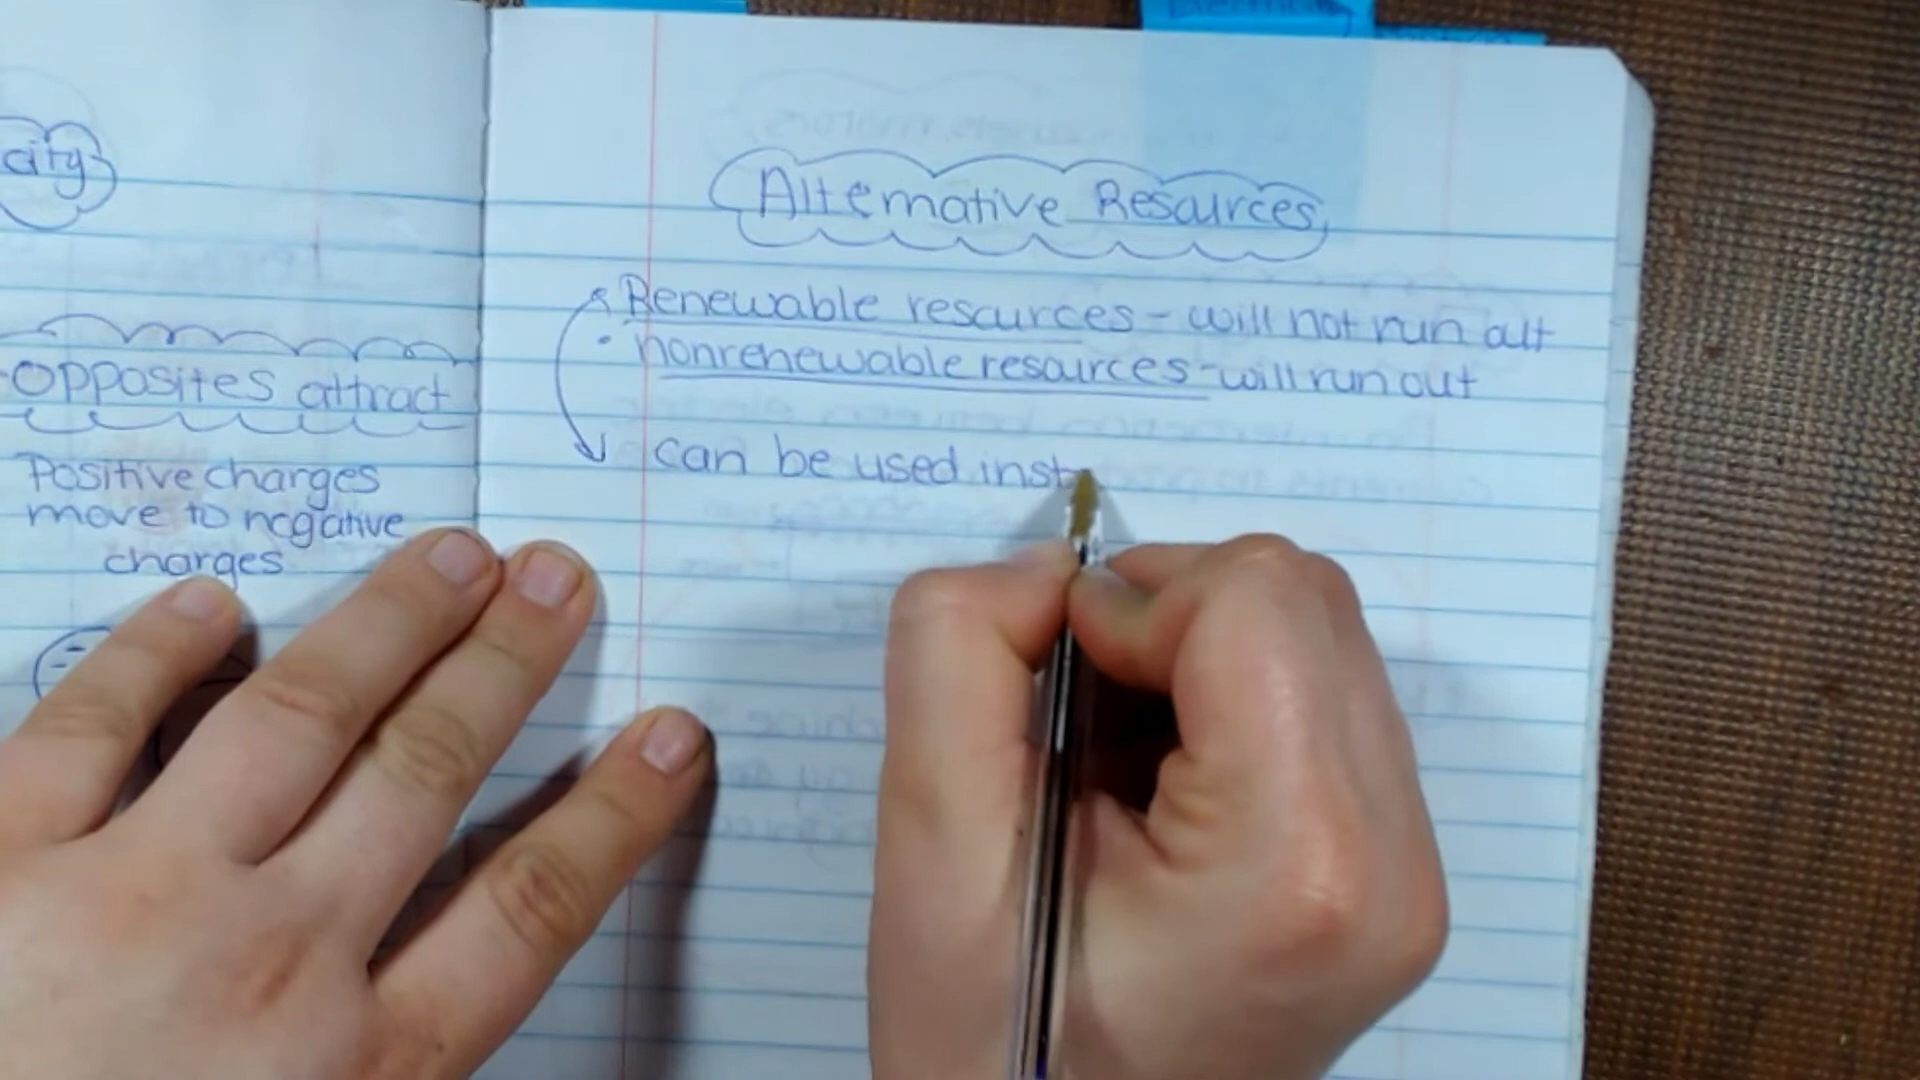 city
Opposites attract
Positive charges
move to negative
charges
Alternative Resources
Renewable resources - will not run out
nonrenewable resources - will run out
can be used inst